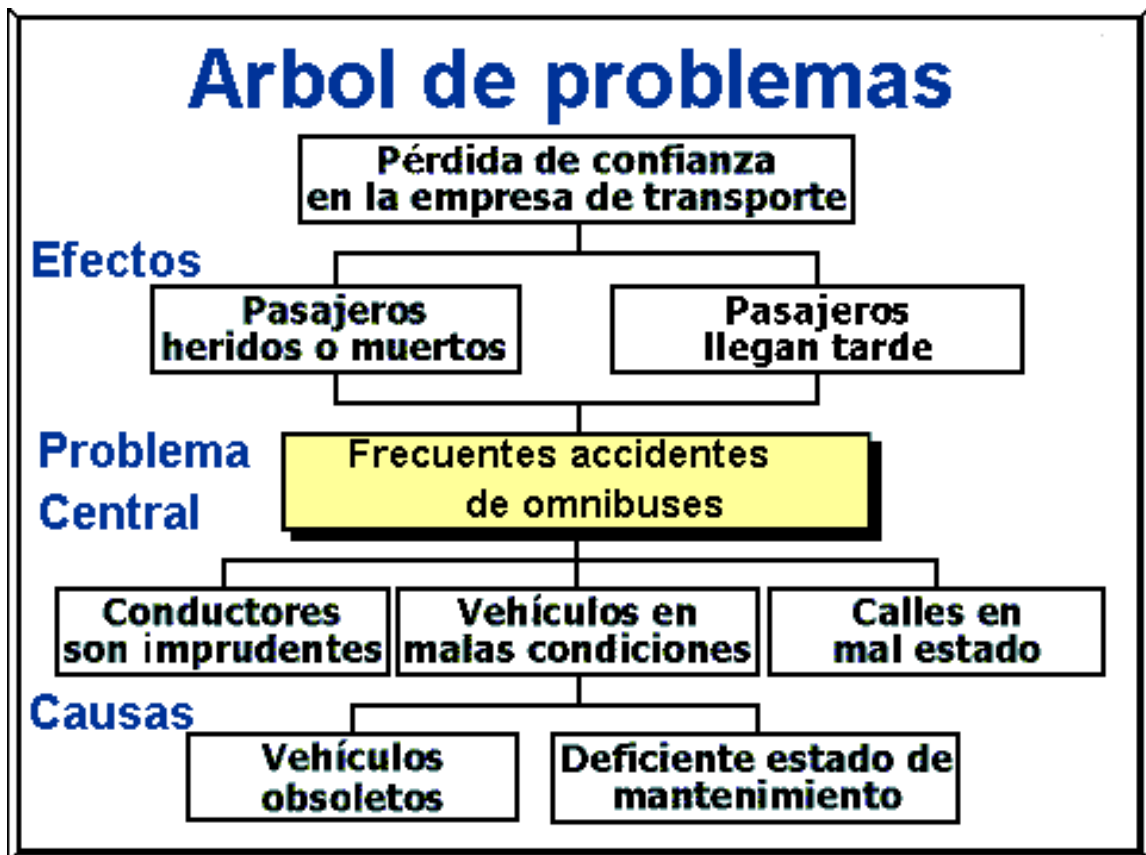 Arbol de problemas
Pérdida de confianza
en la empresa de transporte
Efectos
Pasajeros
heridos o muertos
Pasajeros
llegan tarde
Problema
Central
Frecuentes accidentes
de omnibuses
Conductores
son imprudentes
Vehículos en
malas condiciones
Calles en
mal estado
Causas
Vehículos
obsoletos
Deficiente estado de
mantenimiento